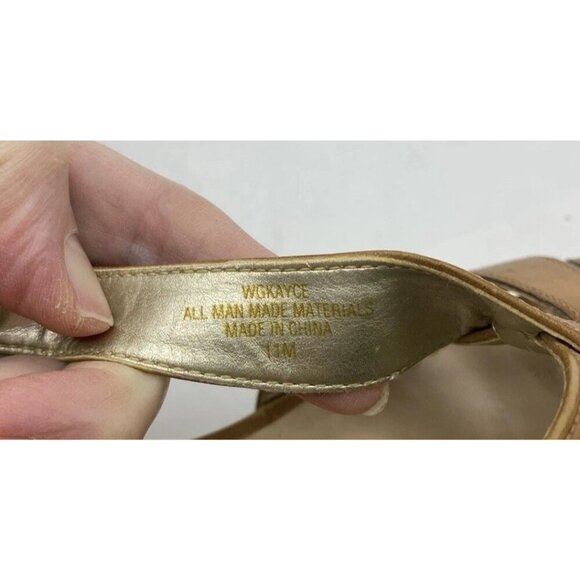 WGKAYCE
ALL MAN MADE MATERIALS
MADE IN CHINA
11M